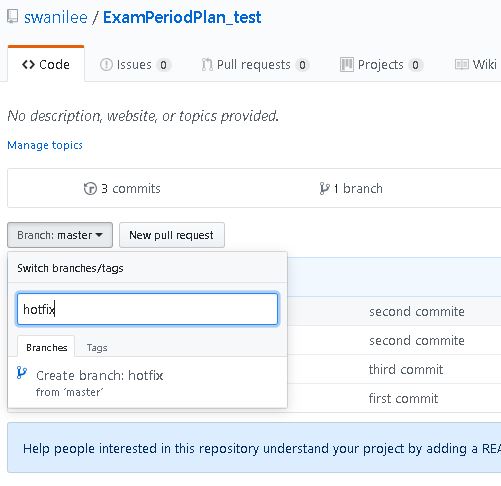 swanilee / ExamPeriodPlan_test
Code Issues 0 Pull requests 0 Projects 0 Wiki
No description, website, or topics provided.
Manage topics
3 commits 1 branch
Branch: master New pull request
Switch branches/tags
hotfix
Branches Tags
Create branch: hotfix
from ‘master’
second commite
second commite
third commit
first commit
Help people interested in this repository understand your project by adding a REA